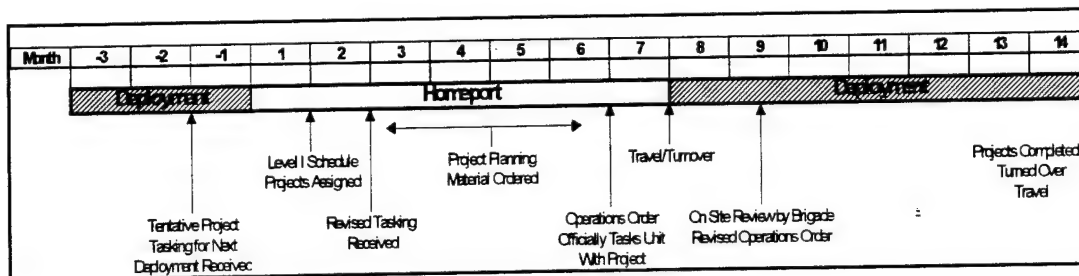 Month -3 -2 -1 1 2 3 4 5 6 7 8 9 10 11 12 13 14
Deployment Homeport Deployment
Level I Schedule
Projects Assigned
Project Planning
Material Ordered
Travel/Turnover
Projects Completed
Turned Over
Travel
Tentative Project
Tasking for Next
Deployment Received
Revised Tasking
Received
Operations Order
Officially Tasks Unit
With Project
On Site Review by Brigade
Revised Operations Order